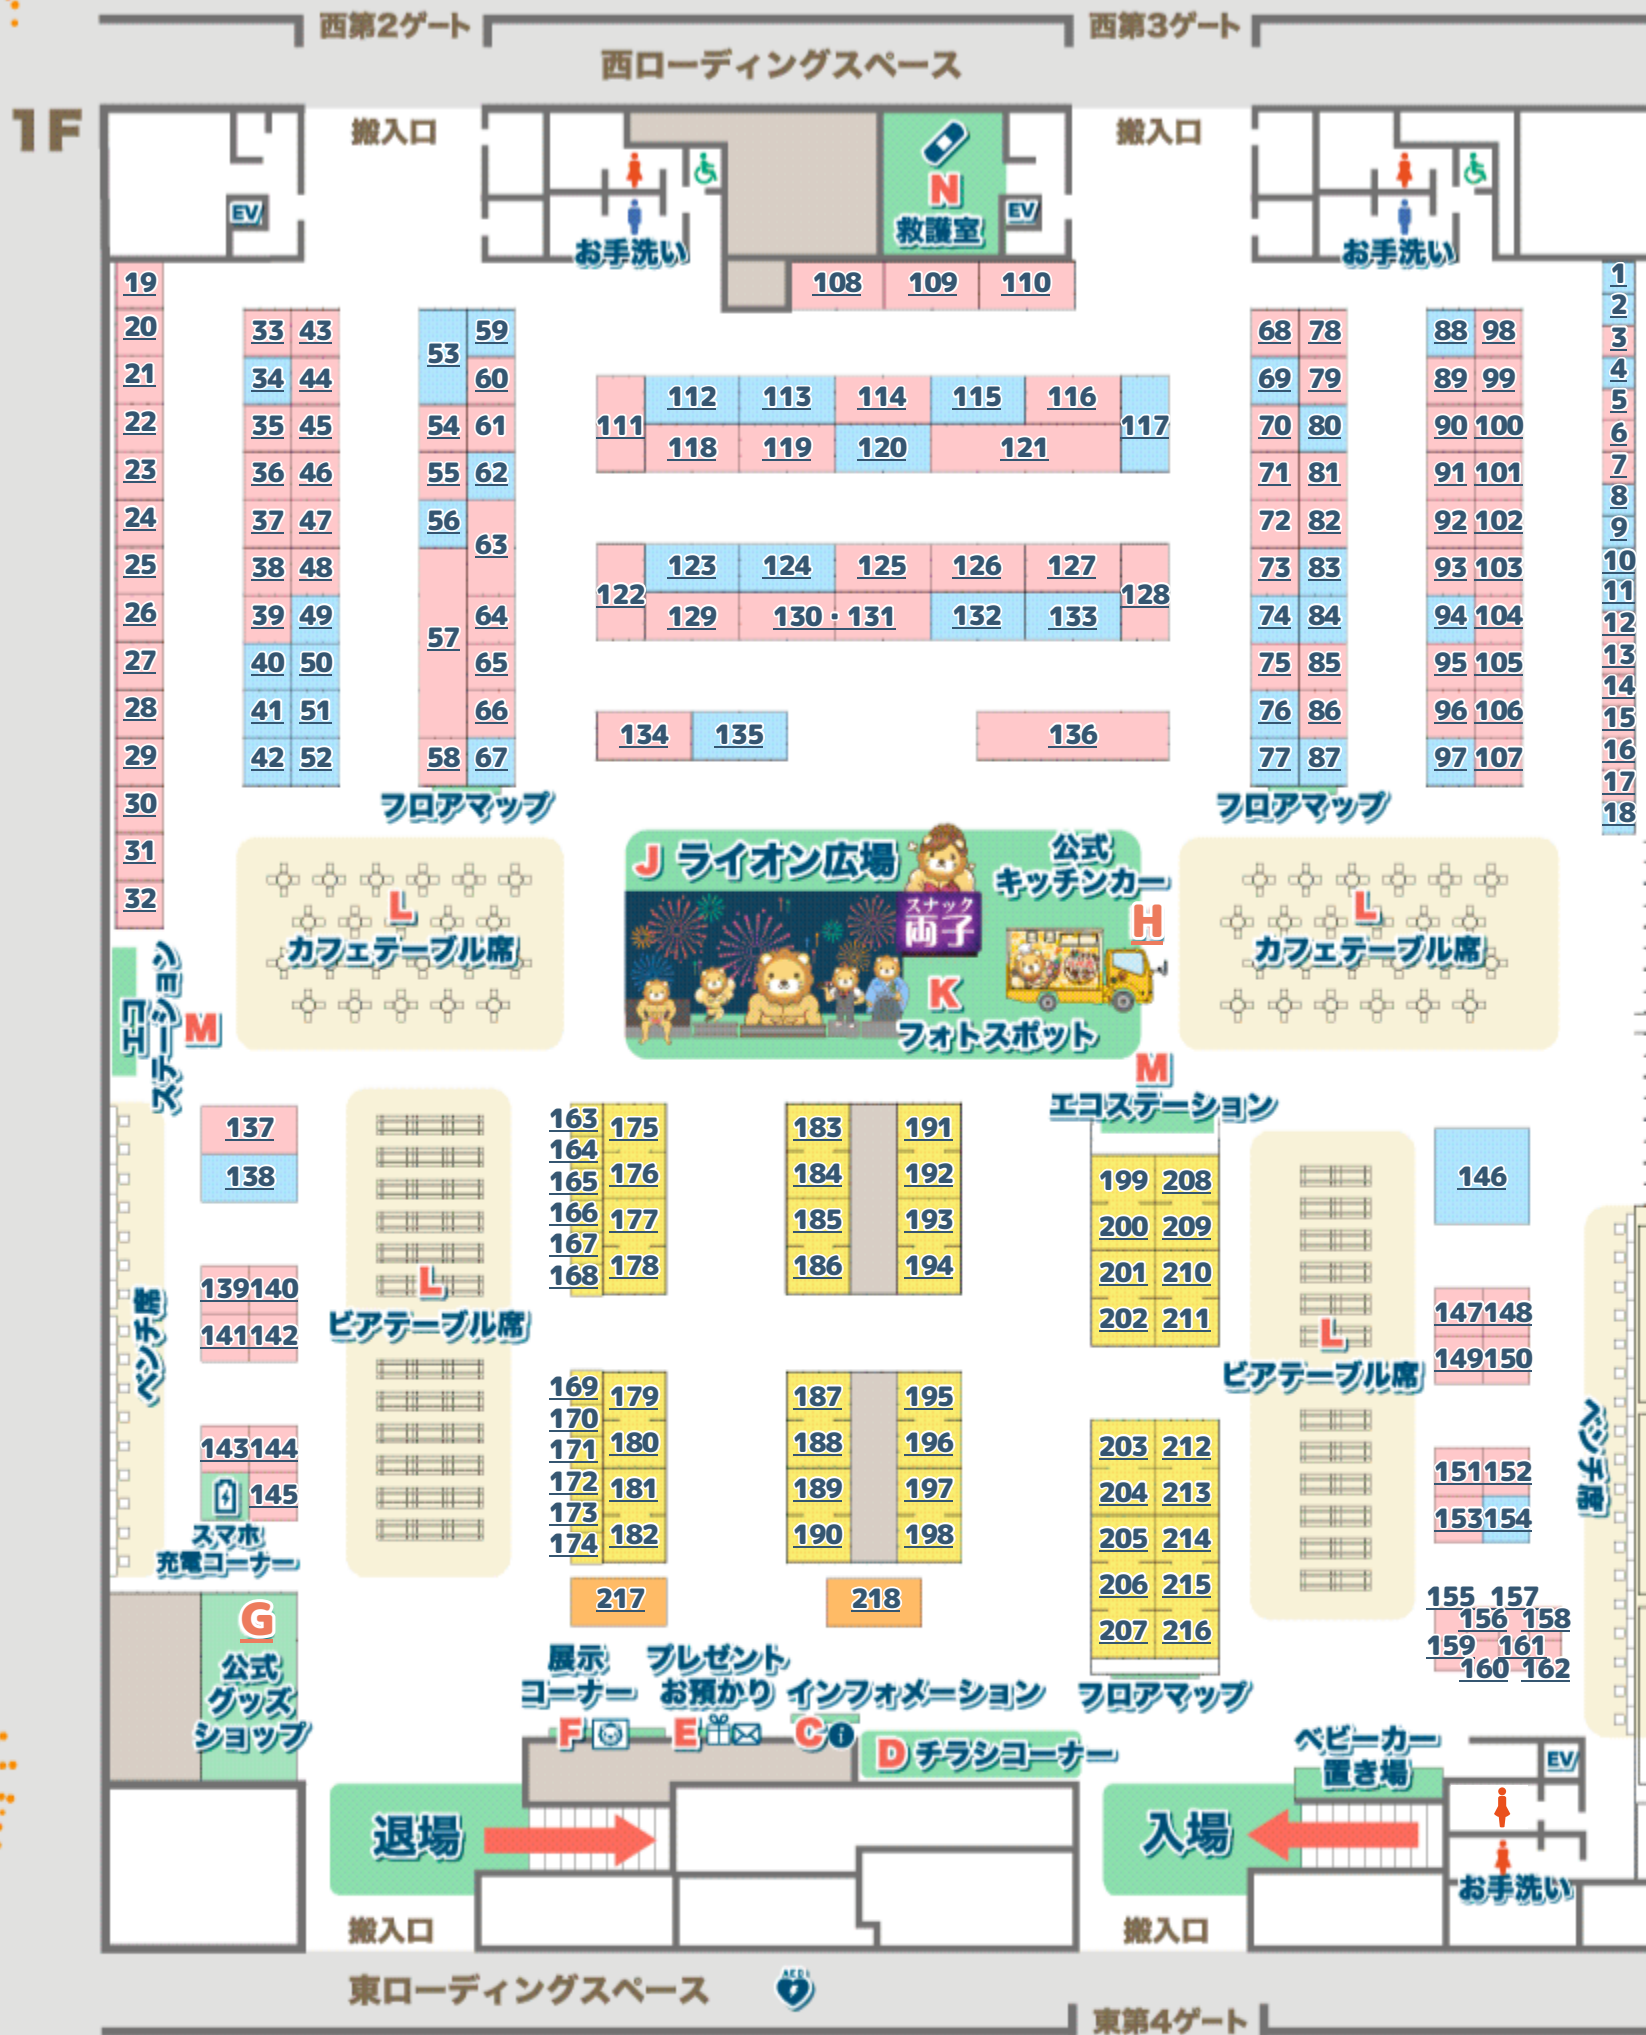 西第2ゲート
西第3ゲート
西ローディングスペース
1F
搬入口
搬入口
EV
お手洗い
N
救護室
EV
お手洗い
19
20
21
22
23
24
25
26
27
28
29
30
31
32
33 43
34 44
35 45
36 46
37 47
38 48
39 49
40 50
41 51
42 52
53 59
60
54 61
55 62
56 63
57 64
65
66
58 67
フロアマップ
108 109 110
111 112 113 114 115 116 117
118 119 120 121
122 123 124 125 126 127 128
129 130・131 132 133
134 135 136
68 78
69 79
70 80
71 81
72 82
73 83
74 84
75 85
76 86
77 87
フロアマップ
88 98
89 99
90 100
91 101
92 102
93 103
94 104
95 105
96 106
97 107
1
2
3
4
5
6
7
8
9
10
11
12
13
14
15
16
17
18
L
カフェテーブル席
J ライオン広場
スナック
両子
公式
キッチンカー
H
K
フォトスポット
L
カフェテーブル席
エコ
ステーション
M
M
エコステーション
ベンチ席
137
138
139 140
141 142
143 144
145
スマホ
充電コーナー
L
ビアテーブル席
163 175
164
165 176
166
167 177
168 178
169 179
170
171 180
172
173 181
174 182
183 191
184 192
185 193
186 194
187 195
188 196
189 197
190 198
199 208
200 209
201 210
202 211
203 212
204 213
205 214
206 215
207 216
フロアマップ
L
ビアテーブル席
146
147 148
149 150
151 152
153 154
155 157
156 158
159 161
160 162
ベンチ席
217 218
G
公式
グッズ
ショップ
展示
コーナー
F
プレゼント
お預かり
E
インフォメーション
C
D チラシコーナー
ベビーカー
置き場
EV
退場
入場
お手洗い
搬入口
搬入口
東ローディングスペース
AED
東第4ゲート